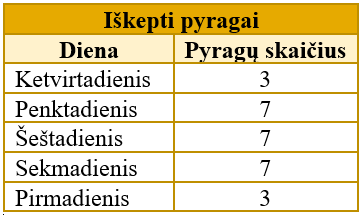 Iškepti pyragai
Diena Pyragų skaičius
Ketvirtadienis 3
Penktadienis 7
Šeštadienis 7
Sekmadienis 7
Pirmadienis 3